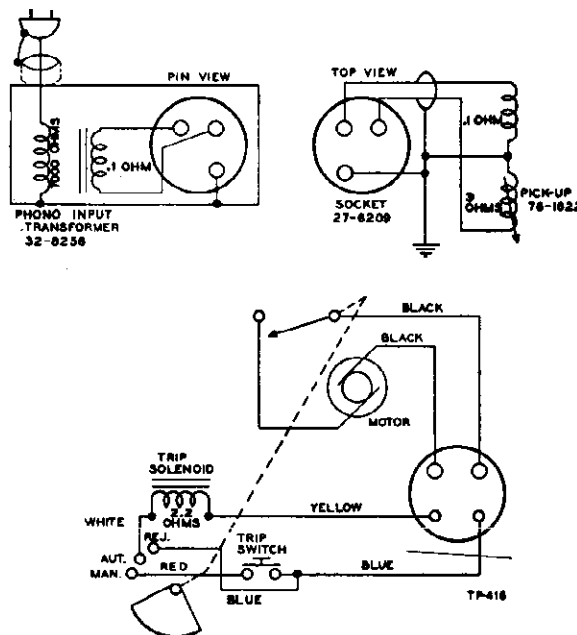 PIN VIEW
1000 OHMS
.1 OHM
PHONO INPUT
.TRANSFORMER
32-8256
TOP VIEW
.1 OHM
SOCKET
27-6209
OHMS
PICK-UP
76-1822
BLACK
BLACK
MOTOR
TRIP
SOLENOID
2.2
OHMS
WHITE
YELLOW
REJ.
AUT.
MAN.
RED
TRIP
SWITCH
BLUE
BLUE
TP-416